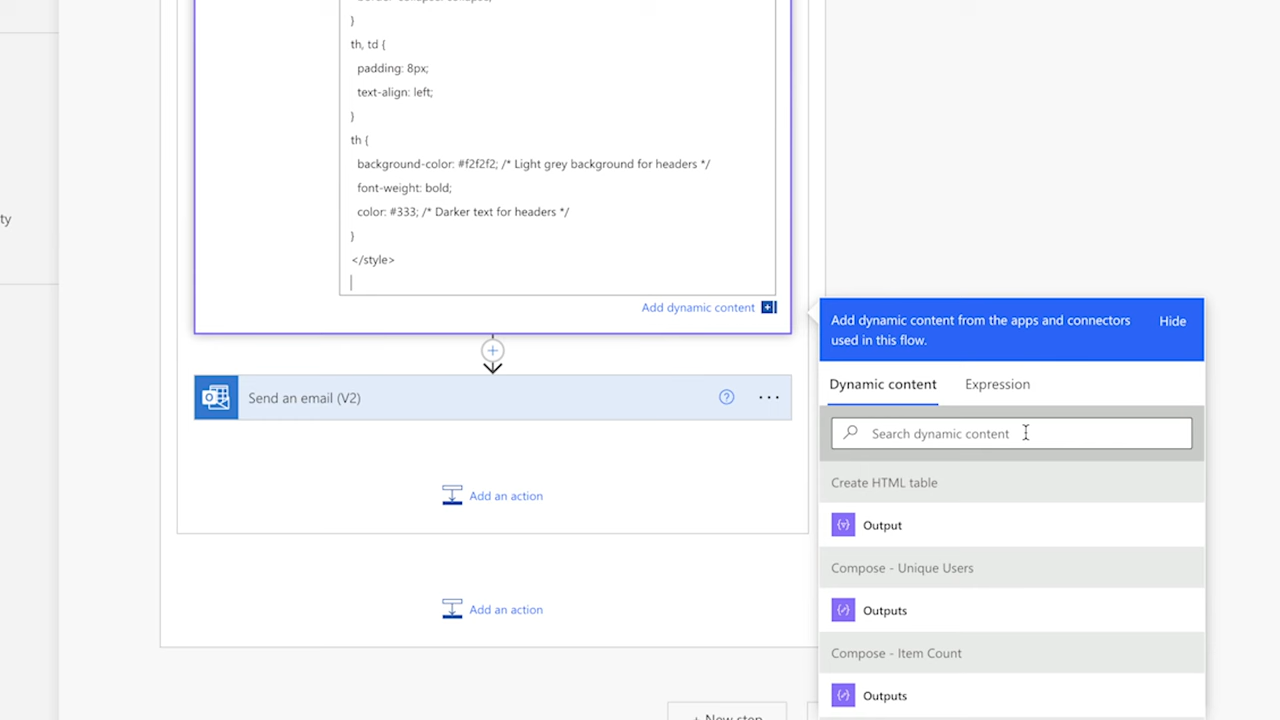 }
th, td {
padding: 8px;
text-align: left;
}
th {
background-color: #f2f2f2; /* Light grey background for headers */
font-weight: bold;
color: #333; /* Darker text for headers */
}
</style>
ty
Add dynamic content
Send an email (V2)
Add an action
Add an action
Add dynamic content from the apps and connectors
used in this flow.
Hide
Dynamic content
Expression
Search dynamic content
Create HTML table
Output
Compose - Unique Users
Outputs
Compose - Item Count
Outputs
+ New step